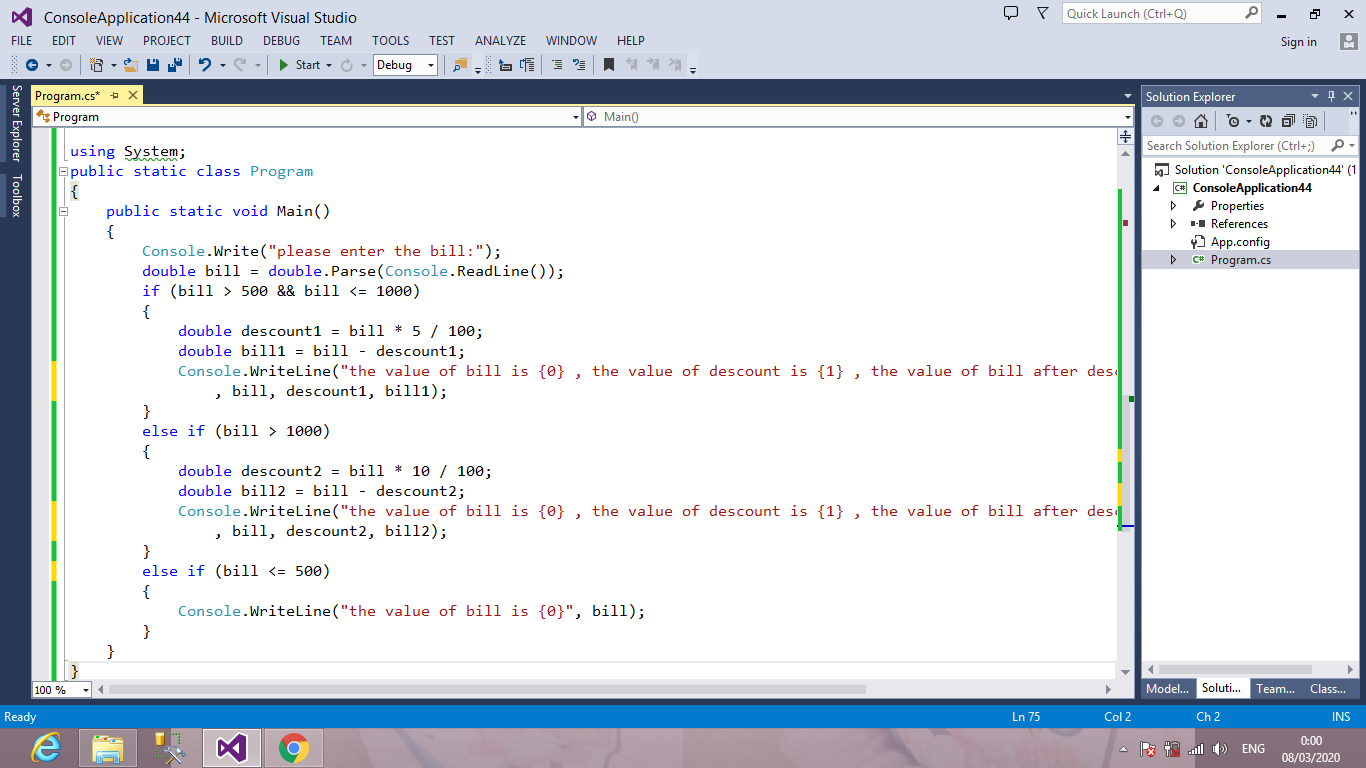 ConsoleApplication44 - Microsoft Visual Studio
Quick Launch (Ctrl+Q)
FILE EDIT VIEW PROJECT BUILD DEBUG TEAM TOOLS TEST ANALYZE WINDOW HELP
Sign in
Start Debug
Server Explorer
Toolbox
Program.cs*
Program
Main()
using System;
public static class Program
{
public static void Main()
{
Console.Write("please enter the bill:");
double bill = double.Parse(Console.ReadLine());
if (bill > 500 && bill <= 1000)
{
double descount1 = bill * 5 / 100;
double bill1 = bill - descount1;
Console.WriteLine("the value of bill is {0} , the value of descount is {1} , the value of bill after desc
, bill, descount1, bill1);
}
else if (bill > 1000)
{
double descount2 = bill * 10 / 100;
double bill2 = bill - descount2;
Console.WriteLine("the value of bill is {0} , the value of descount is {1} , the value of bill after desc
, bill, descount2, bill2);
}
else if (bill <= 500)
{
Console.WriteLine("the value of bill is {0}", bill);
}
}
}
100 %
Solution Explorer
Search Solution Explorer (Ctrl+;)
Solution 'ConsoleApplication44' (1
C# ConsoleApplication44
Properties
References
App.config
C# Program.cs
Model... Soluti... Team... Class...
Ready Ln 75 Col 2 Ch 2 INS
ENG
0:00
08/03/2020